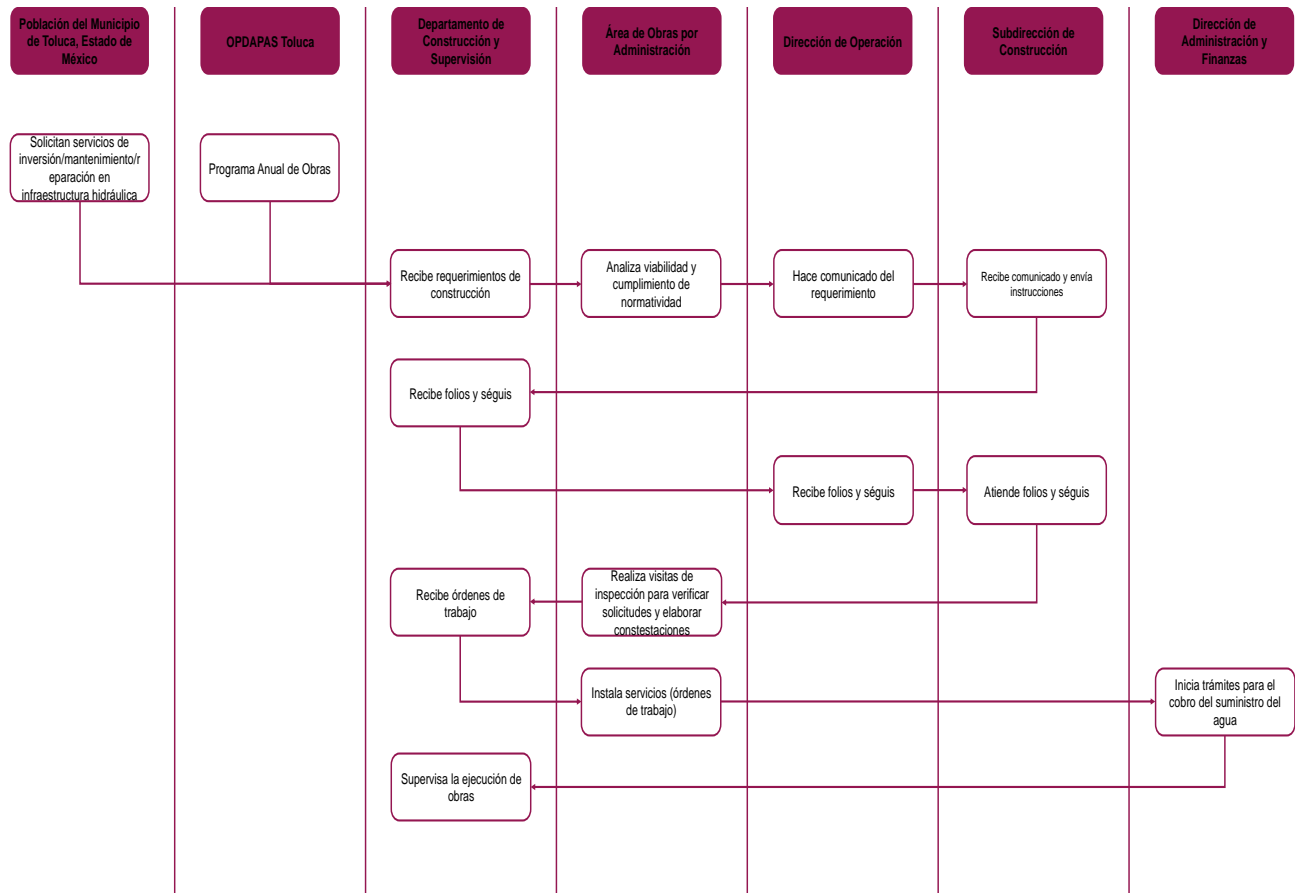 Población del Municipio
de Toluca, Estado de
México
OPDAPAS Toluca
Departamento de
Construcción y
Supervisión
Área de Obras por
Administración
Dirección de Operación
Subdirección de
Construcción
Dirección de
Administración y
Finanzas
Solicitan servicios de
inversión/mantenimiento/r
eparación en
infraestructura hidráulica
Programa Anual de Obras
Recibe requerimientos de
construcción
Analiza viabilidad y
cumplimiento de
normatividad
Hace comunicado del
requerimiento
Recibe comunicado y envía
instrucciones
Recibe folios y séguis
Recibe folios y séguis
Atiende folios y séguis
Recibe órdenes de
trabajo
Realiza visitas de
inspección para verificar
solicitudes y elaborar
constestaciones
Instala servicios (órdenes
de trabajo)
Inicia trámites para el
cobro del suministro del
agua
Supervisa la ejecución de
obras